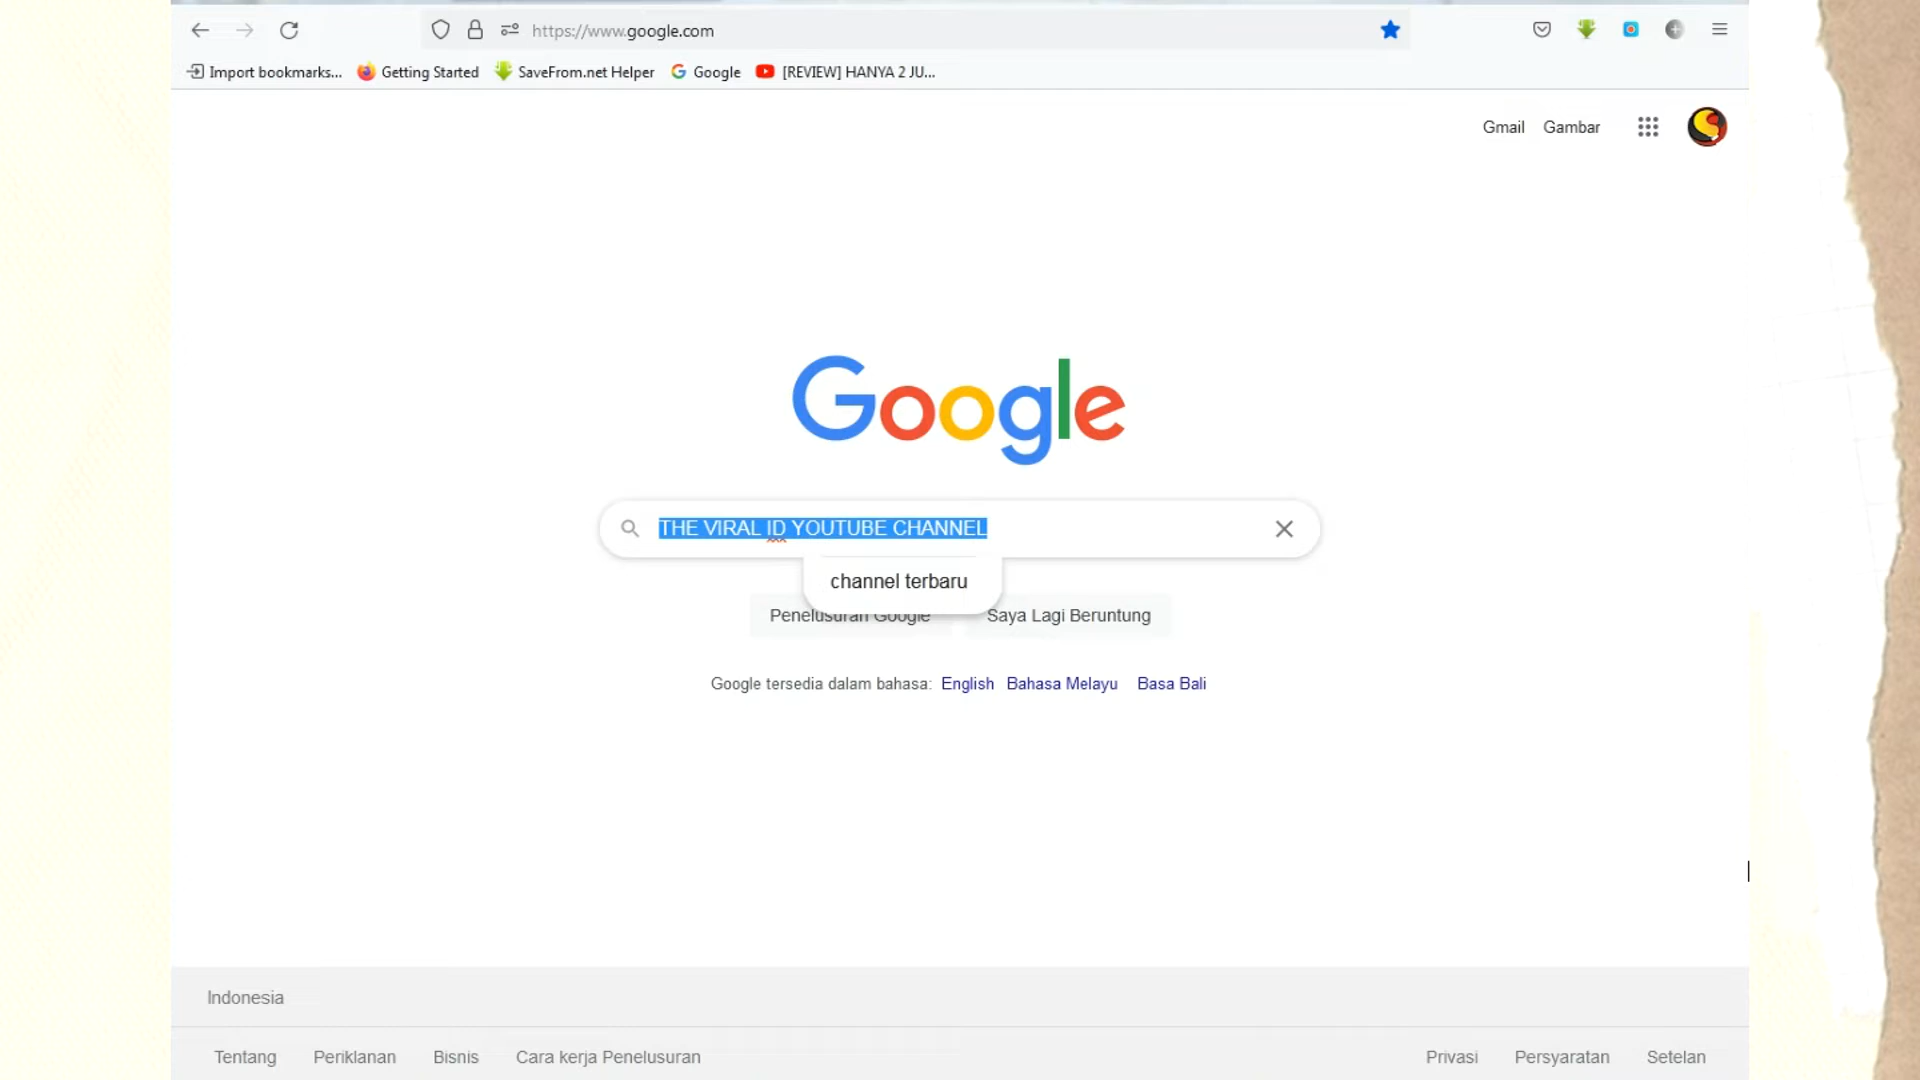 https://www.google.com
Import bookmarks... Getting Started SaveFrom.net Helper Google [REVIEW] HANYA 2 JU...
Gmail Gambar
Google
THE VIRAL ID YOUTUBE CHANNEL
channel terbaru
Penelusuran Google Saya Lagi Beruntung
Google tersedia dalam bahasa: English Bahasa Melayu Basa Bali
Indonesia
Tentang Periklanan Bisnis Cara kerja Penelusuran Privasi Persyaratan Setelan